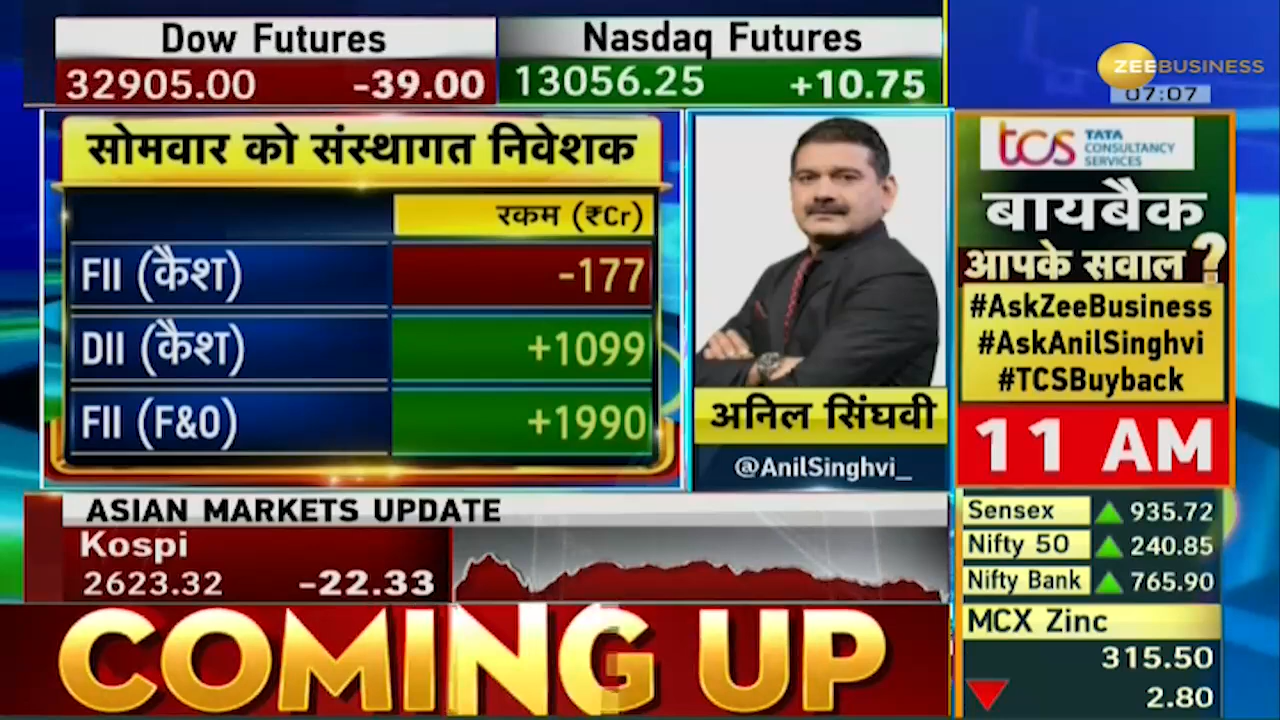 Dow Futures
32905.00 -39.00
Nasdaq Futures
13056.25 +10.75
ZEEBUSINESS
07:07
सोमवार को संस्थागत निवेशक
रकम (₹Cr)
FII (कैश) -177
DII (कैश) +1099
FII (F&O) +1990
अनिल सिंघवी
@AnilSinghvi_
tcs TATA
CONSULTANCY
SERVICES
बायबैक
आपके सवाल ?
#AskZeeBusiness
#AskAnilSinghvi
#TCSBuyback
11 AM
ASIAN MARKETS UPDATE
Kospi
2623.32 -22.33
Sensex 935.72
Nifty 50 240.85
Nifty Bank 765.90
MCX Zinc
315.50
2.80
COMING UP